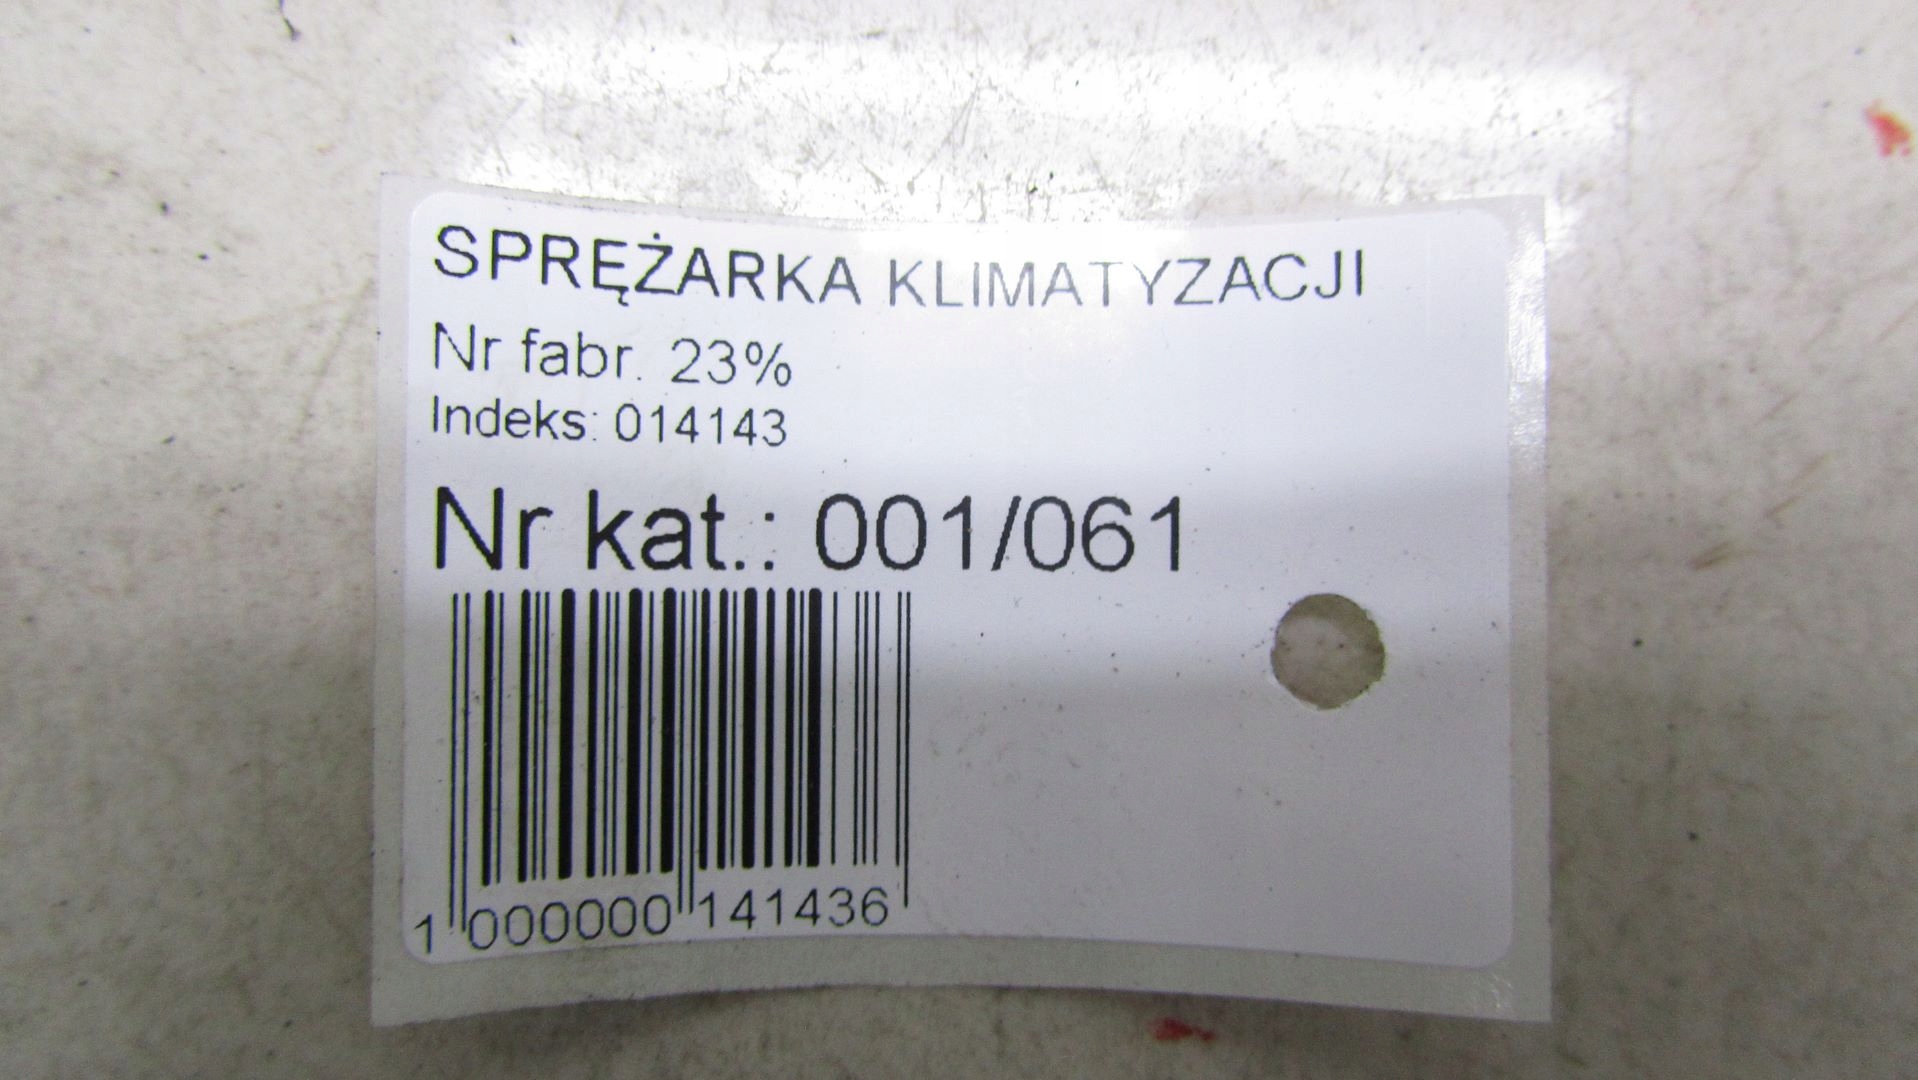 SPRĘŻARKA KLIMATYZACJI
Nr fabr. 23%
Indeks: 014143
Nr kat.: 001/061
1 000000 141436